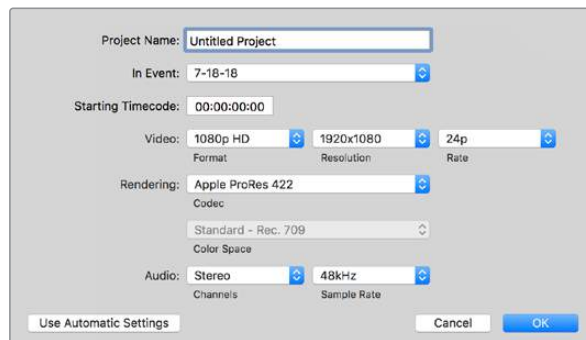 Project Name: Untitled Project
In Event: 7-18-18
Starting Timecode: 00:00:00:00
Video: 1080p HD 1920x1080 24p
Format Resolution Rate
Rendering: Apple ProRes 422
Codec
Standard - Rec. 709
Color Space
Audio: Stereo 48kHz
Channels Sample Rate
Use Automatic Settings Cancel OK